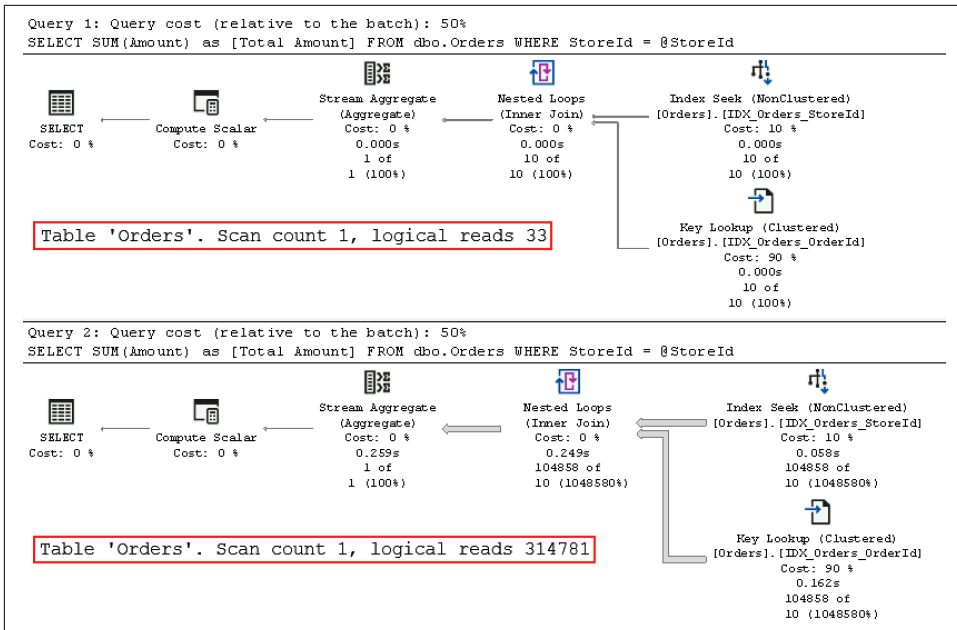 Query 1: Query cost (relative to the batch): 50%
SELECT SUM(Amount) as [Total Amount] FROM dbo.Orders WHERE StoreId = @StoreId
SELECT
Cost: 0 %
Compute Scalar
Cost: 0 %
Stream Aggregate
(Aggregate)
Cost: 0 %
0.000s
1 of
1 (100%)
Nested Loops
(Inner Join)
Cost: 0 %
0.000s
10 of
10 (100%)
Index Seek (NonClustered)
[Orders].[IDX_Orders_StoreId]
Cost: 10 %
0.000s
10 of
10 (100%)
Key Lookup (Clustered)
[Orders].[IDX_Orders_OrderId]
Cost: 90 %
0.000s
10 of
10 (100%)
Table 'Orders'. Scan count 1, logical reads 33
Query 2: Query cost (relative to the batch): 50%
SELECT SUM(Amount) as [Total Amount] FROM dbo.Orders WHERE StoreId = @StoreId
SELECT
Cost: 0 %
Compute Scalar
Cost: 0 %
Stream Aggregate
(Aggregate)
Cost: 0 %
0.259s
1 of
1 (100%)
Nested Loops
(Inner Join)
Cost: 0 %
0.249s
104858 of
10 (1048580%)
Index Seek (NonClustered)
[Orders].[IDX_Orders_StoreId]
Cost: 10 %
0.058s
104858 of
10 (1048580%)
Key Lookup (Clustered)
[Orders].[IDX_Orders_OrderId]
Cost: 90 %
0.162s
104858 of
10 (1048580%)
Table 'Orders'. Scan count 1, logical reads 314781